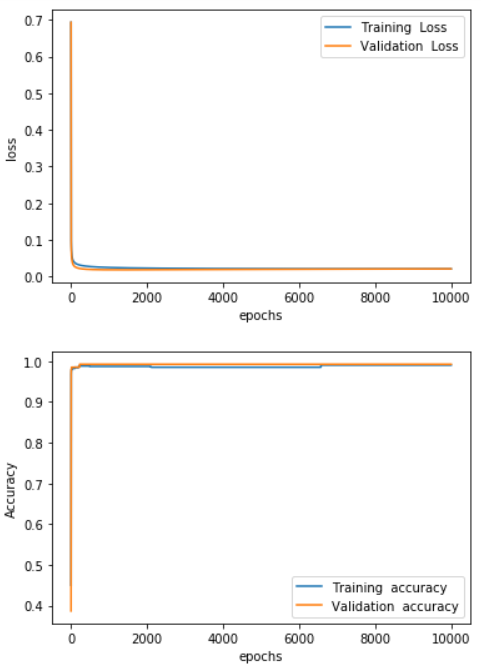 0.7
0.6
0.5
0.4
0.3
0.2
0.1
0.0
loss
Training Loss
Validation Loss
0 2000 4000 6000 8000 10000
epochs
1.0
0.9
0.8
0.7
0.6
0.5
0.4
Accuracy
Training accuracy
Validation accuracy
0 2000 4000 6000 8000 10000
epochs